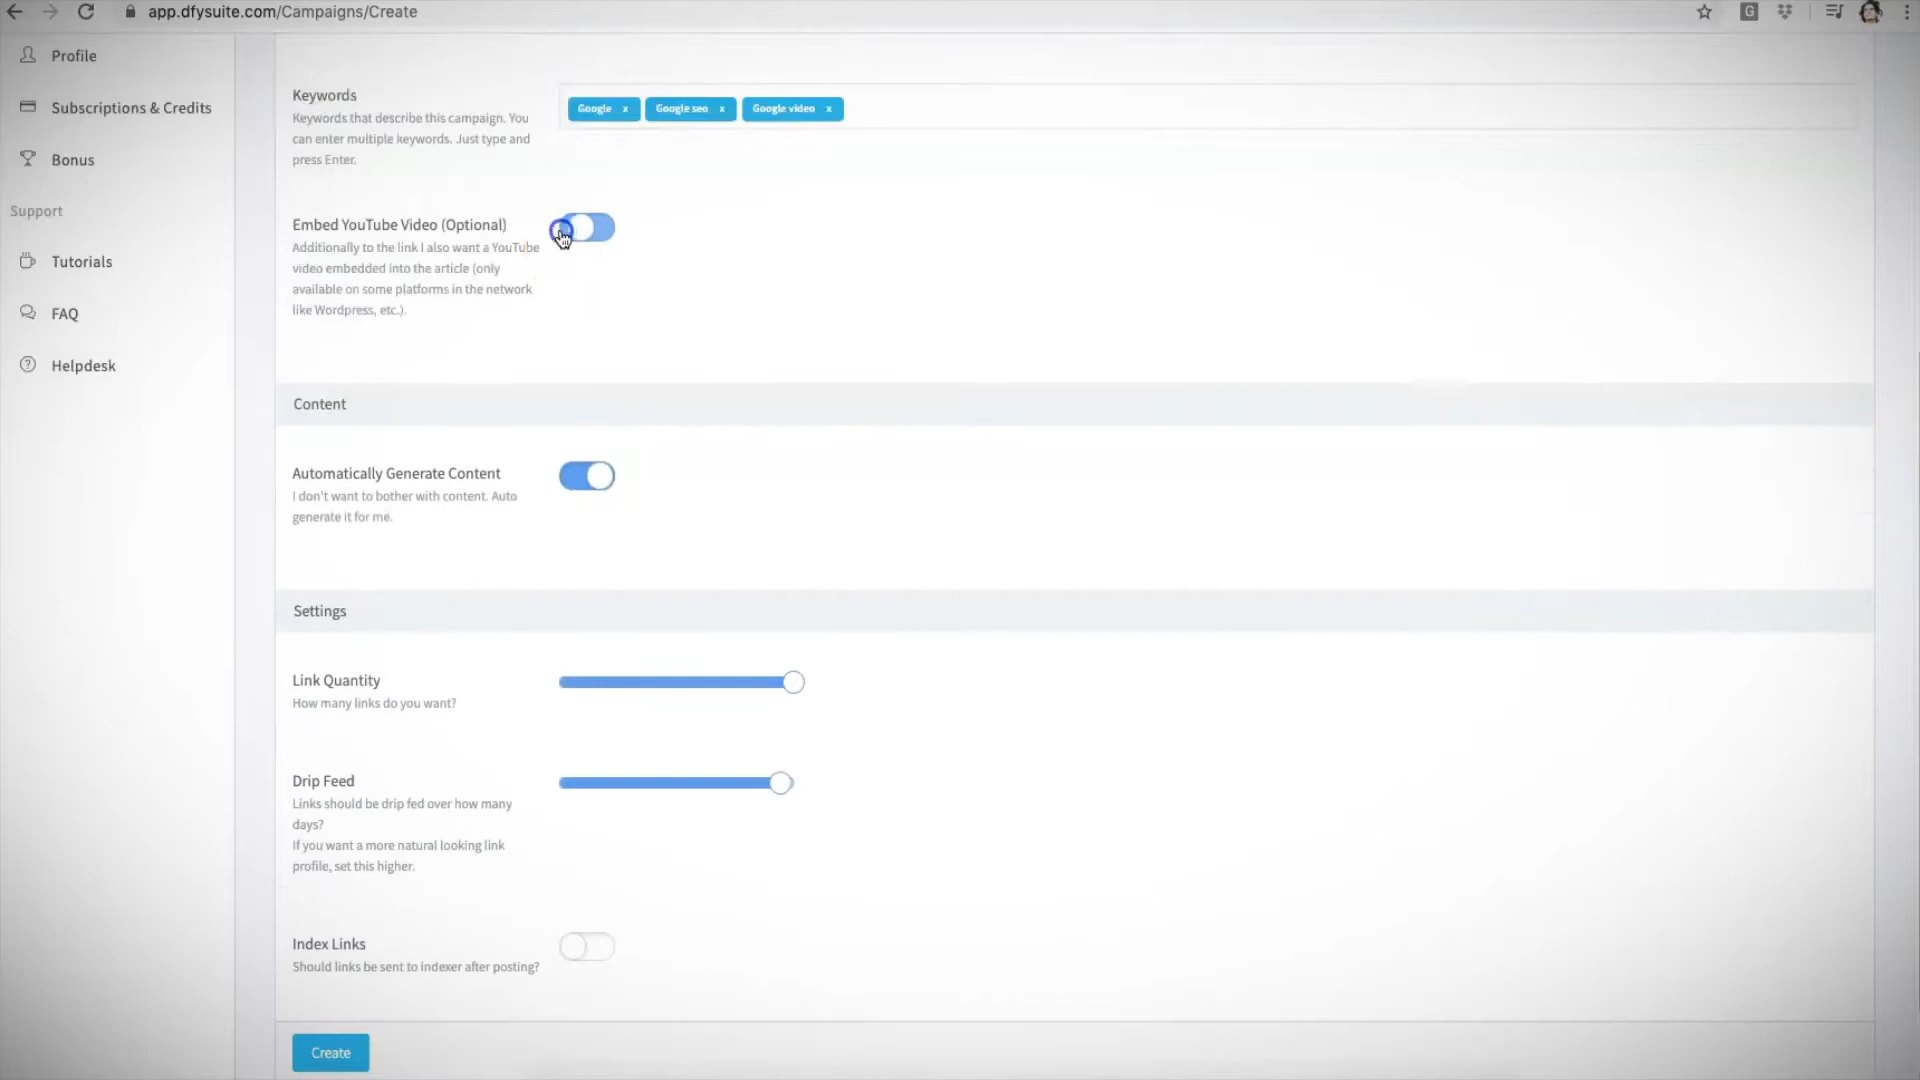 app.dfysuite.com/Campaigns/Create
G
Profile
Subscriptions & Credits
Bonus
Support
Tutorials
FAQ
Helpdesk
Keywords
Keywords that describe this campaign. You
can enter multiple keywords. Just type and
press Enter.
Google x
Google seo x
Google video x
Embed YouTube Video (Optional)
Additionally to the link I also want a YouTube
video embedded into the article (only
available on some platforms in the network
like Wordpress, etc.).
Content
Automatically Generate Content
I don't want to bother with content. Auto
generate it for me.
Settings
Link Quantity
How many links do you want?
Drip Feed
Links should be drip fed over how many
days?
If you want a more natural looking link
profile, set this higher.
Index Links
Should links be sent to indexer after posting?
Create